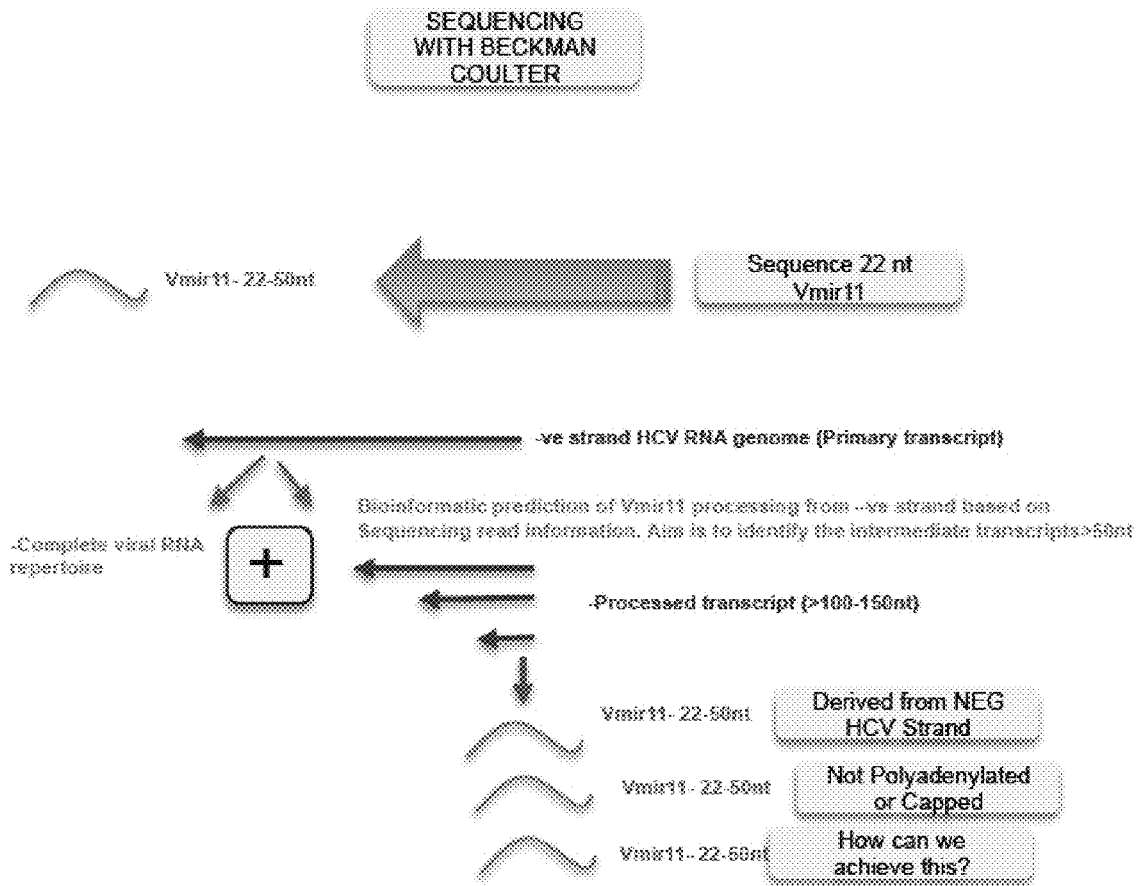 SEQUENCING
WITH BECKMAN
COULTER
Vmir11- 22-50nt
Sequence 22 nt
Vmir11
-ve strand HCV RNA genome (Primary transcript)
Bioinformatic prediction of Vmir11 processing from –ve strand based on
Sequencing read information. Aim is to identify the intermediate transcripts>50nt
-Complete viral RNA
repertoire
+
-Processed transcript (>100-150nt)
Vmir11- 22-50nt
Derived from NEG
HCV Strand
Vmir11- 22-50nt
Not Polyadenylated
or Capped
Vmir11- 22-50nt
How can we
achieve this?